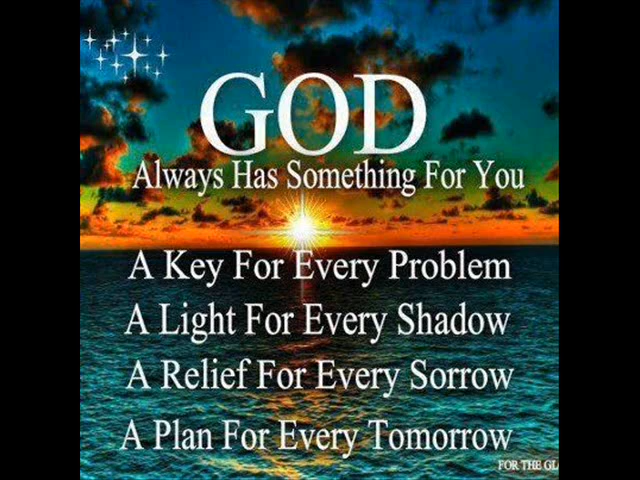 GOD
Always Has Something For You
A Key For Every Problem
A Light For Every Shadow
A Relief For Every Sorrow
A Plan For Every Tomorrow
FOR THE GL